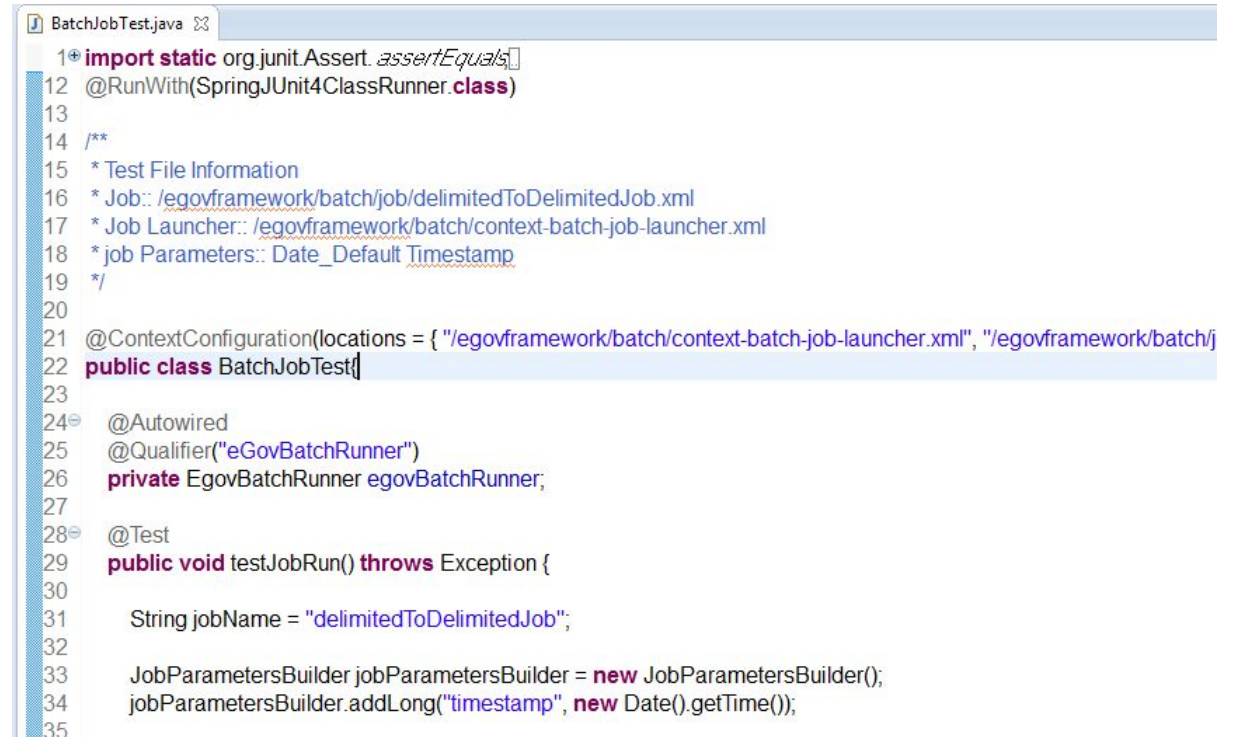 BatchJobTest.java
1 import static org.junit.Assert. assertEquals;
12 @RunWith(SpringJUnit4ClassRunner.class)
13
14 /**
15 * Test File Information
16 * Job:: /egovframework/batch/job/delimitedToDelimitedJob.xml
17 * Job Launcher:: /egovframework/batch/context-batch-job-launcher.xml
18 * job Parameters:: Date_Default Timestamp
19 */
20
21 @ContextConfiguration(locations = { "/egovframework/batch/context-batch-job-launcher.xml", "/egovframework/batch/j
22 public class BatchJobTest{
23
24 @Autowired
25 @Qualifier("eGovBatchRunner")
26 private EgovBatchRunner egovBatchRunner;
27
28 @Test
29 public void testJobRun() throws Exception {
30
31 String jobName = "delimitedToDelimitedJob";
32
33 JobParametersBuilder jobParametersBuilder = new JobParametersBuilder();
34 jobParametersBuilder.addLong("timestamp", new Date().getTime());
35